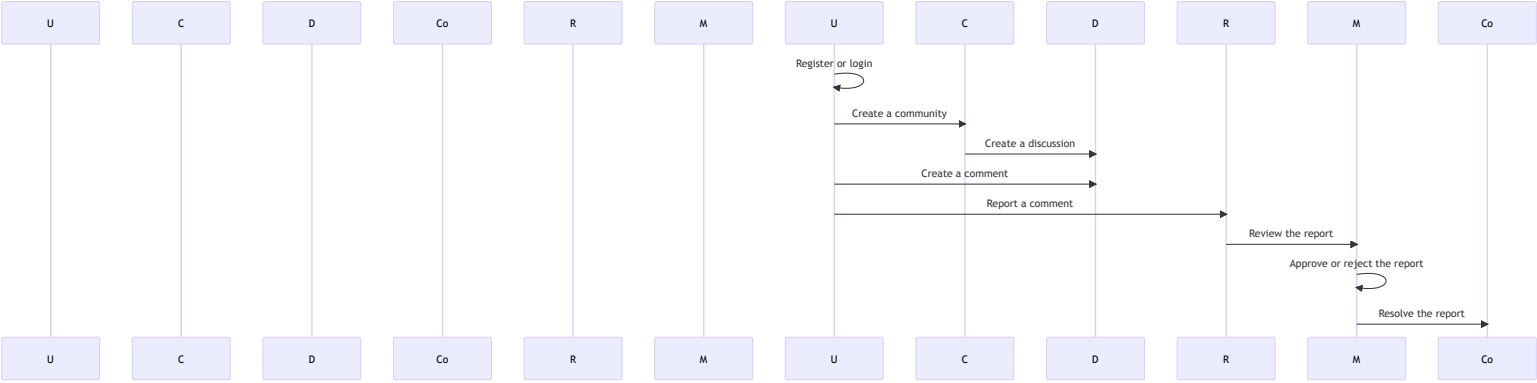 U
C
D
Co
R
M
U
C
D
R
M
Co
Register or login
Create a community
Create a discussion
Create a comment
Report a comment
Review the report
Approve or reject the report
Resolve the report
U
C
D
Co
R
M
U
C
D
R
M
Co